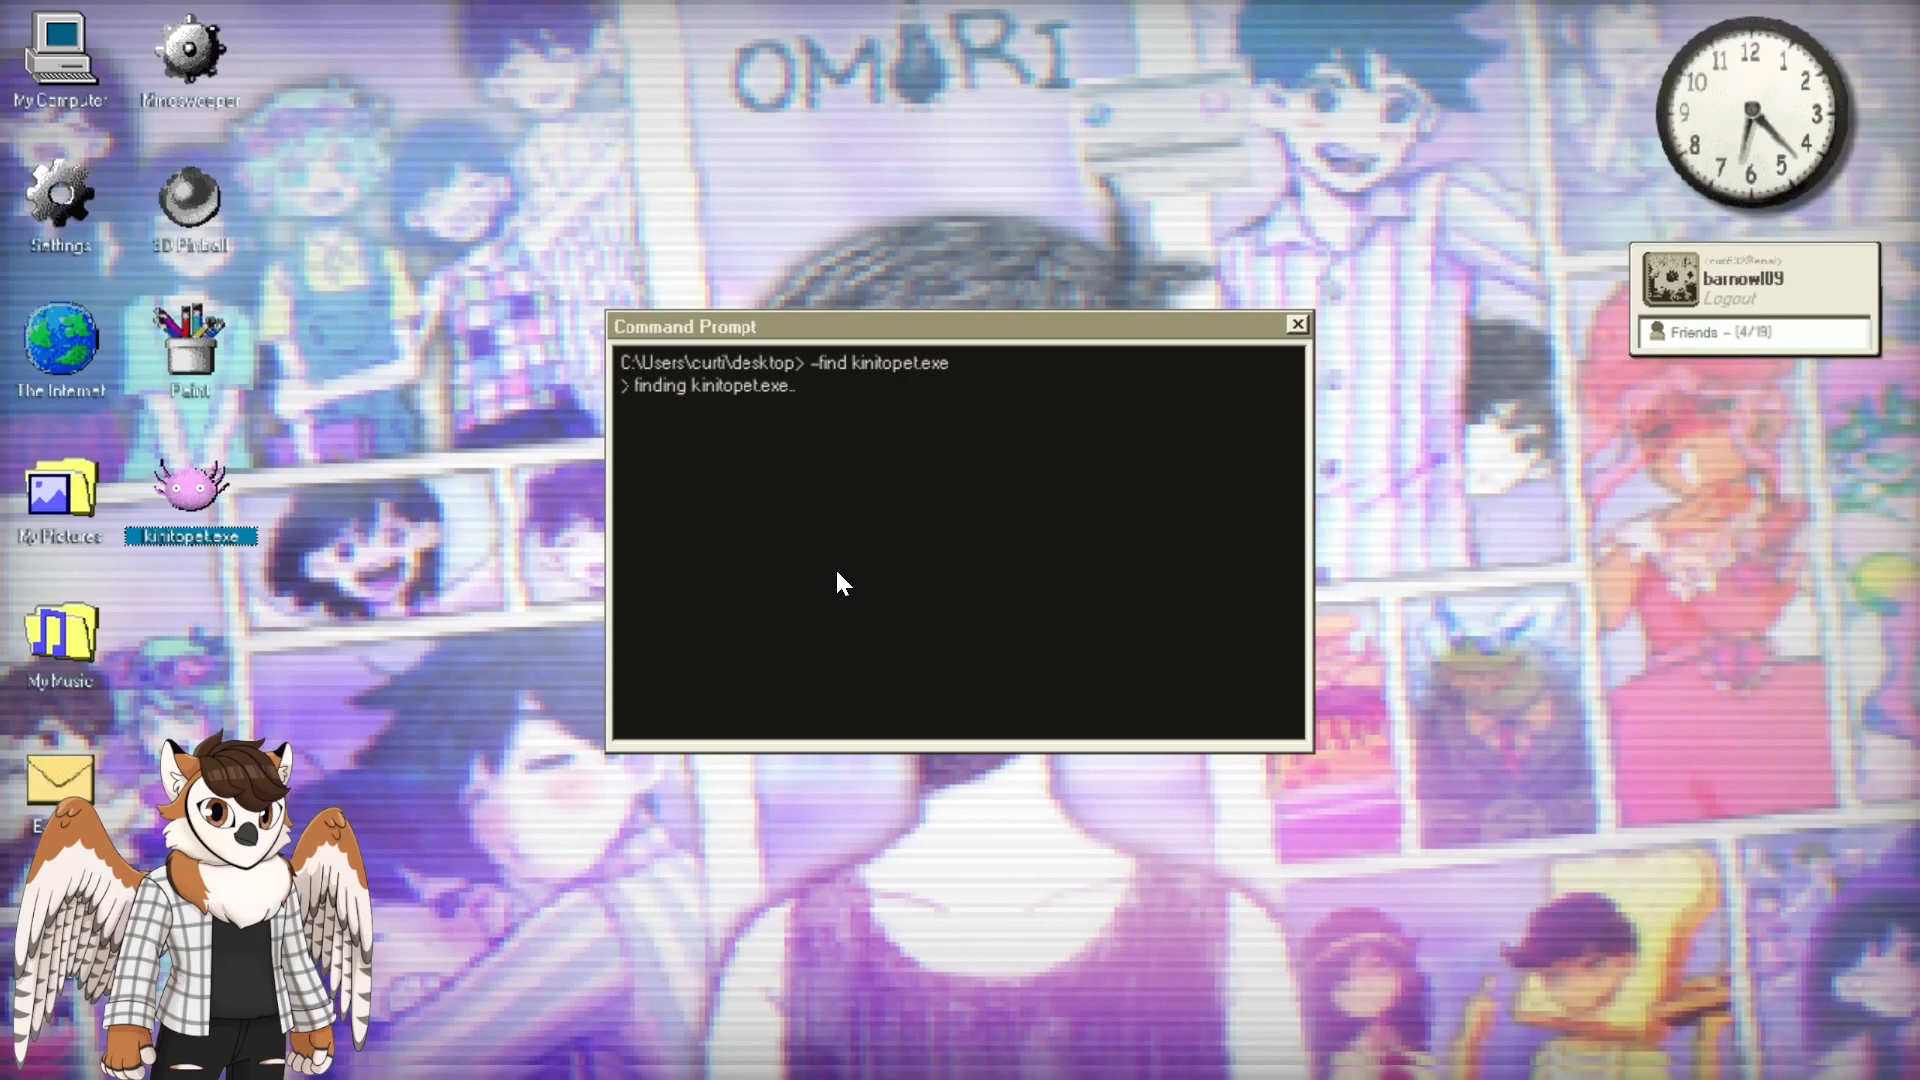 OMORI
My Computer
Minesweeper
Settings
3D Pinball
The Internet
Paint
My Pictures
kinitopet.exe
My Music
E
12
1
2
3
4
5
6
7
8
9
10
11
barnowl09
Logout
Friends - [4/19]
Command Prompt
C:\Users\curti\desktop> -find kinitopet.exe
> finding kinitopet.exe..